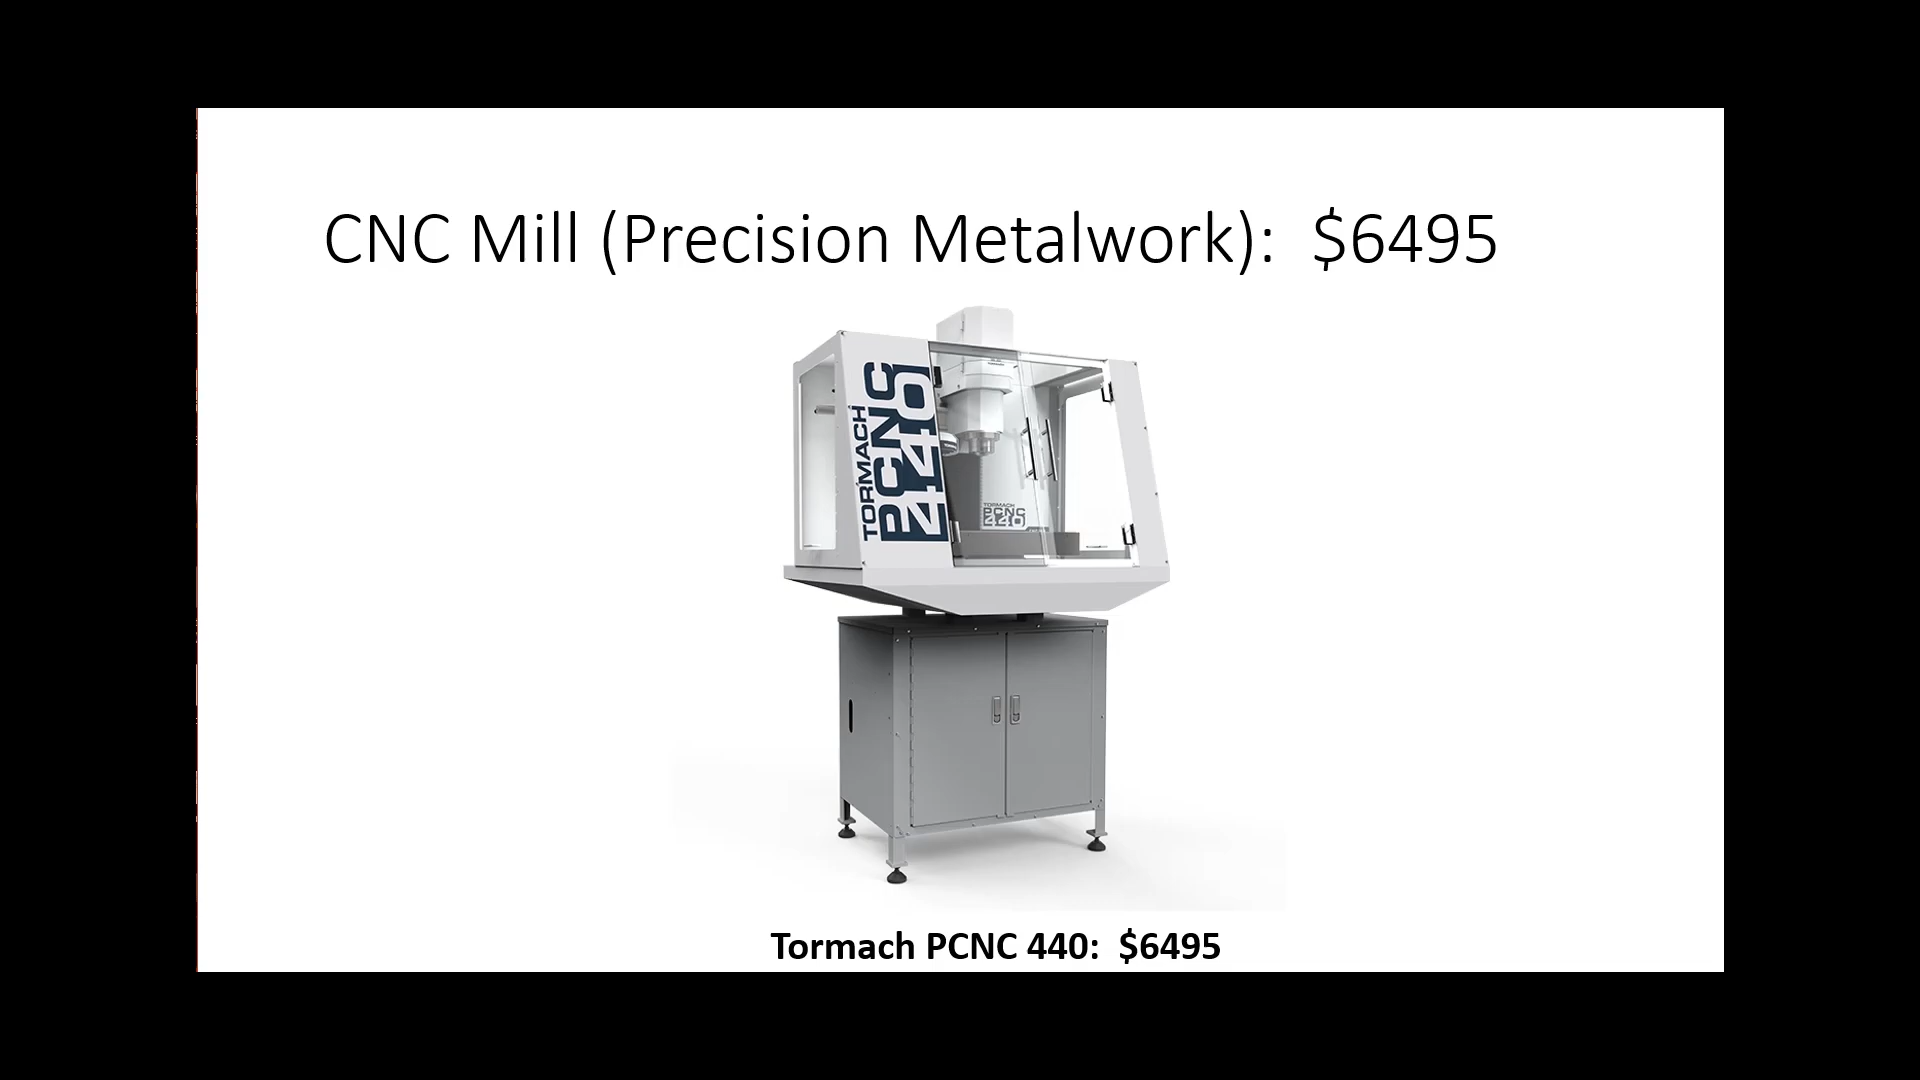 CNC Mill (Precision Metalwork): $6495
TORMACH
PCNC
440
TORMACH
PCNC
440
Tormach PCNC 440: $6495